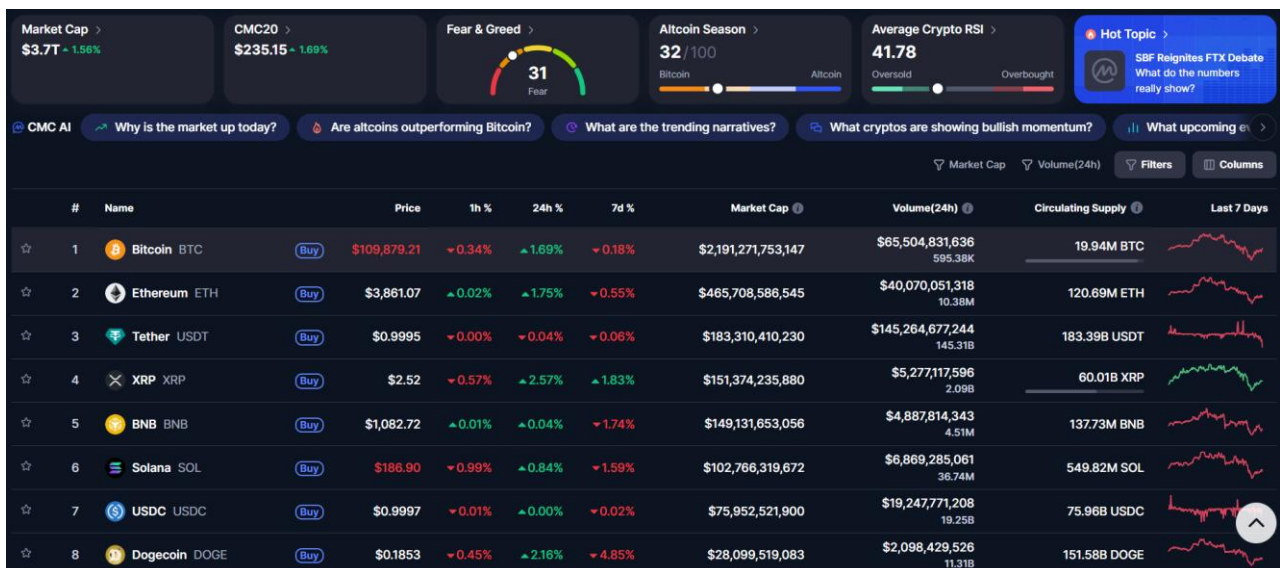 Market Cap >
$3.7T ▲ 1.56%
CMC20 >
$235.15 ▲ 1.69%
Fear & Greed >
31
Fear
Altcoin Season >
32/100
Bitcoin Altcoin
Average Crypto RSI >
41.78
Oversold Overbought
Hot Topic >
SBF Reignites FTX Debate
What do the numbers
really show?
CMC AI Why is the market up today? Are altcoins outperforming Bitcoin? What are the trending narratives? What cryptos are showing bullish momentum? What upcoming >
Market Cap Volume(24h) Filters Columns
# Name Price 1h % 24h % 7d % Market Cap Volume(24h) Circulating Supply Last 7 Days
1 Bitcoin BTC Buy $109,879.21 ▼0.34% ▲1.69% ▼0.18% $2,191,271,753,147 $65,504,831,636 19.94M BTC
595.38K
2 Ethereum ETH Buy $3,861.07 ▲0.02% ▲1.75% ▼0.55% $465,708,586,545 $40,070,051,318 120.69M ETH
10.38M
3 Tether USDT Buy $0.9995 ▼0.00% ▼0.04% ▼0.06% $183,310,410,230 $145,264,677,244 183.39B USDT
145.31B
4 XRP XRP Buy $2.52 ▼0.57% ▲2.57% ▲1.83% $151,374,235,880 $5,277,117,596 60.01B XRP
2.09B
5 BNB BNB Buy $1,082.72 ▲0.01% ▲0.04% ▼1.74% $149,131,653,056 $4,887,814,343 137.73M BNB
4.51M
6 Solana SOL Buy $186.90 ▼0.99% ▲0.84% ▼1.59% $102,766,319,672 $6,869,285,061 549.82M SOL
36.74M
7 USDC USDC Buy $0.9997 ▼0.01% ▲0.00% ▼0.02% $75,952,521,900 $19,247,771,208 75.96B USDC
19.25B
8 Dogecoin DOGE Buy $0.1853 ▼0.45% ▲2.16% ▼4.85% $28,099,519,083 $2,098,429,526 151.58B DOGE
11.31B